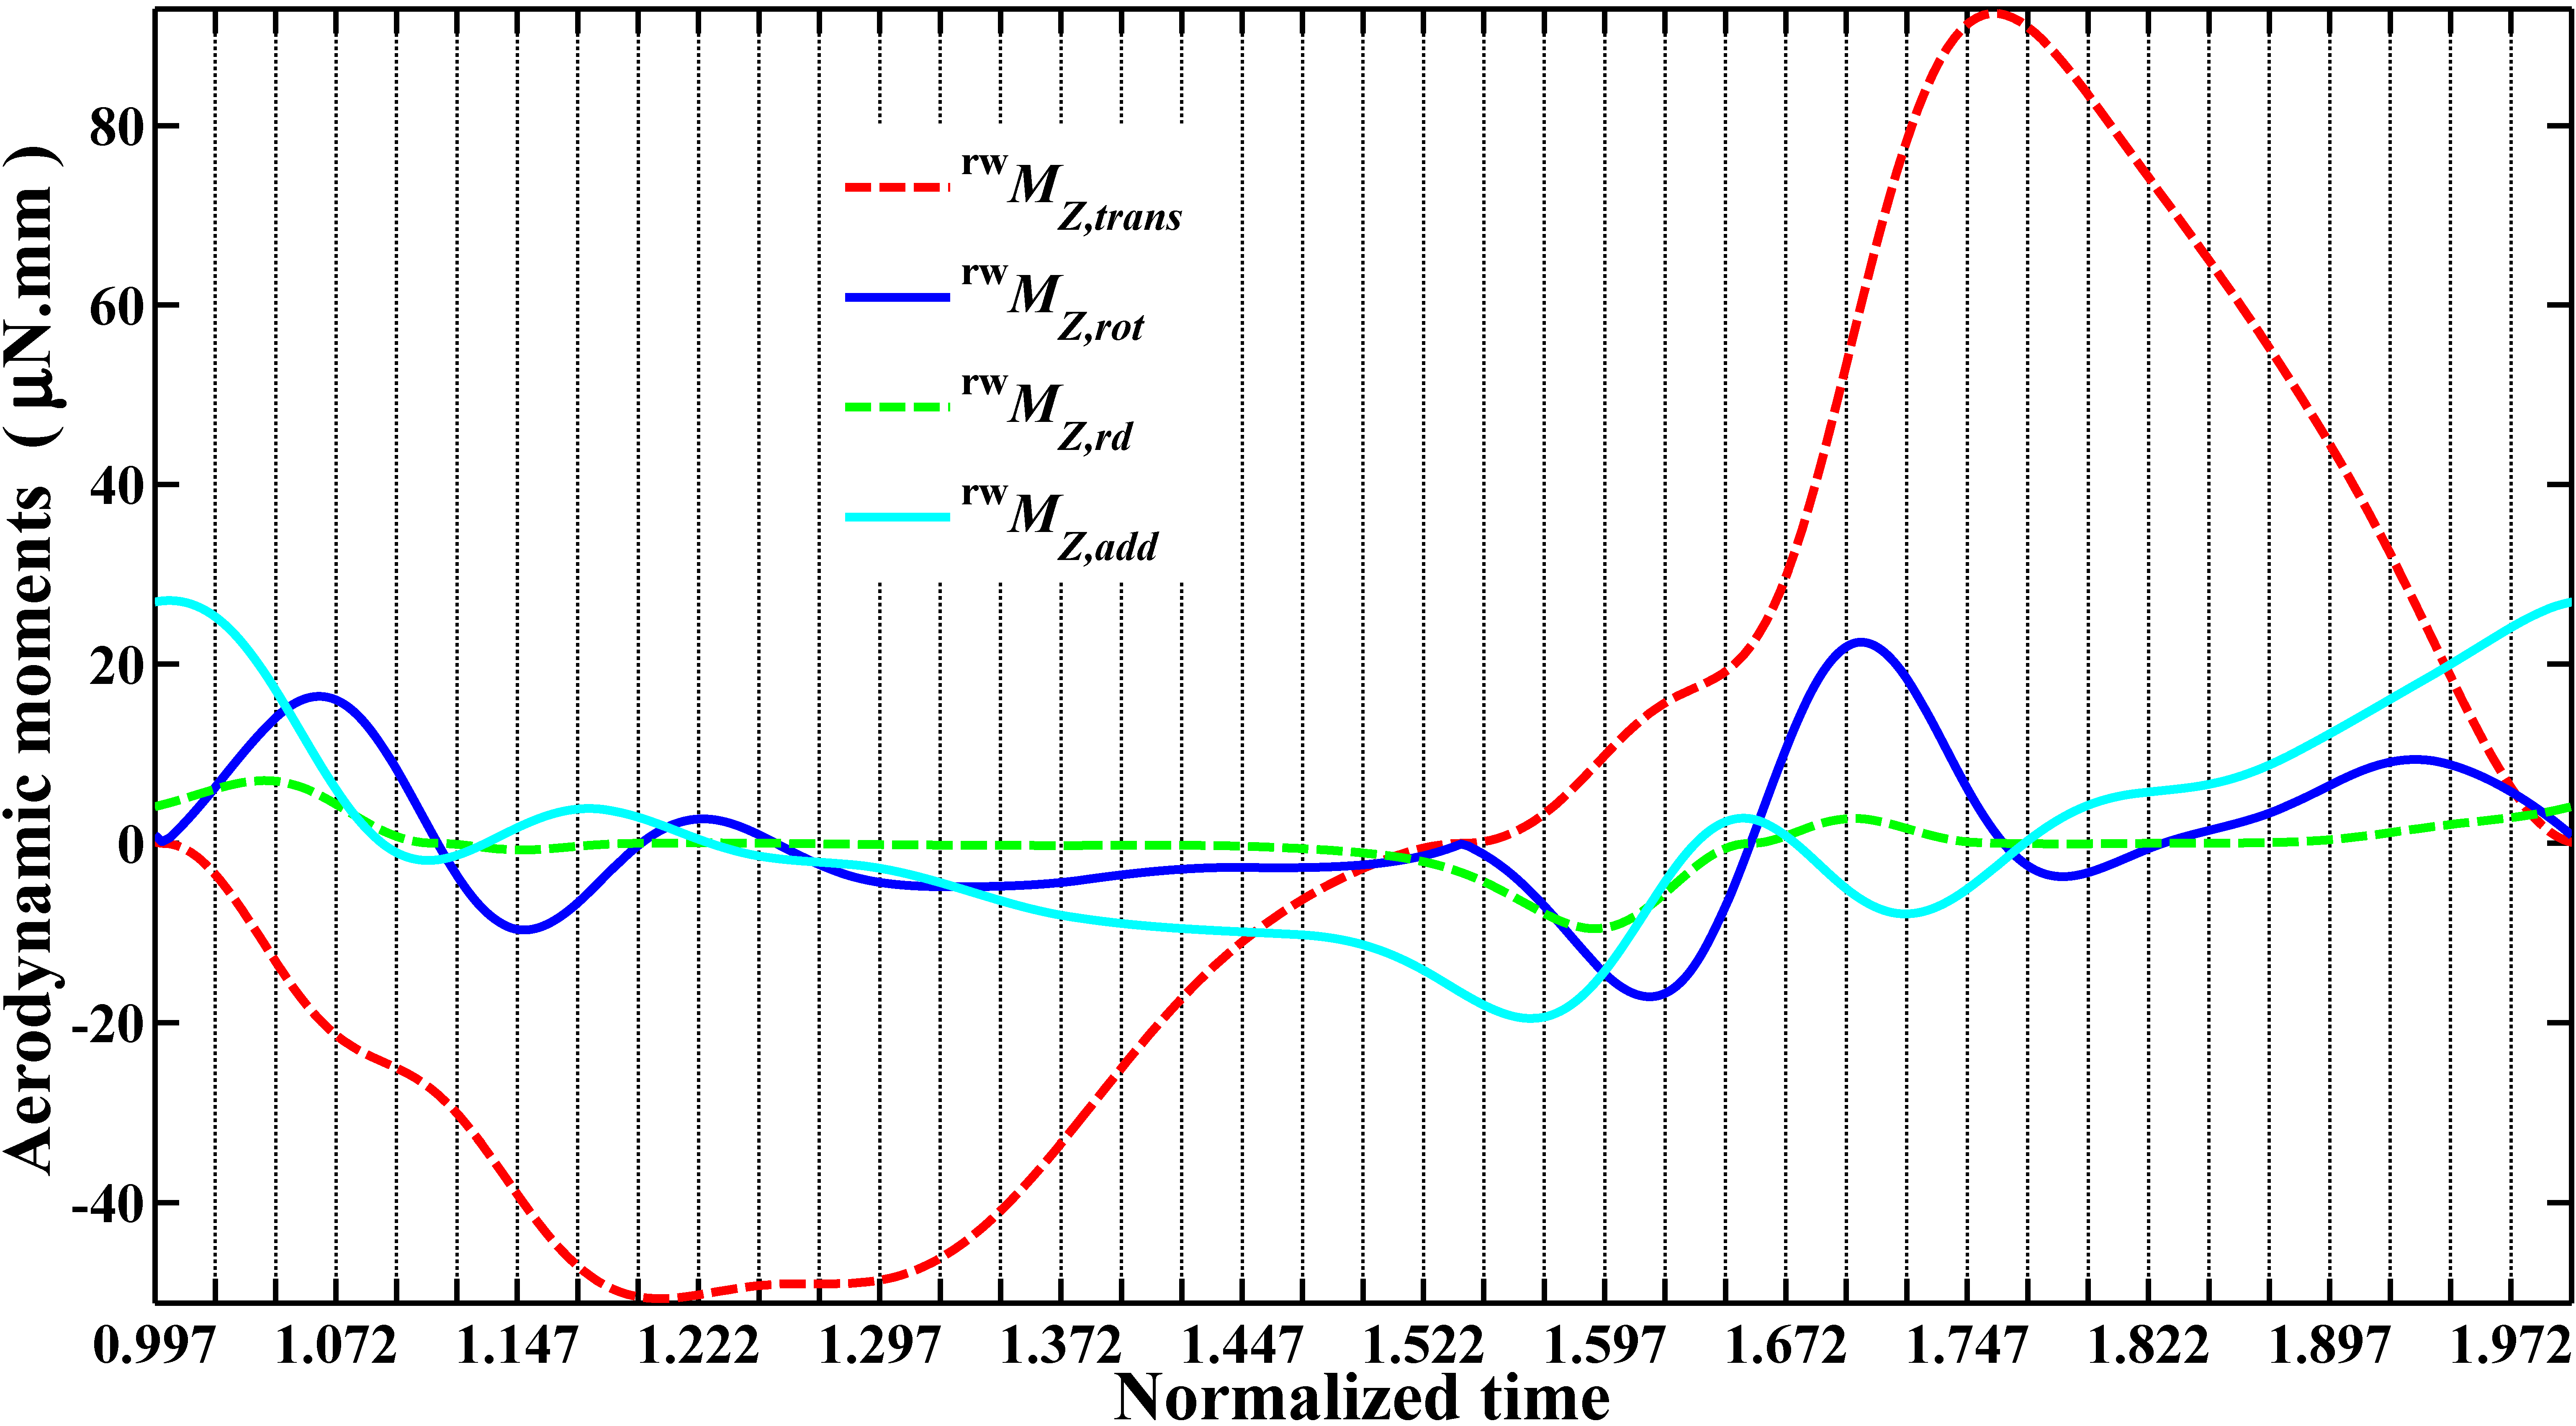 Aerodynamic moments (μN.mm)
80
60
40
20
0
-20
-40
rwMZ,trans
rwMZ,rot
rwMZ,rd
rwMZ,add
0.997 1.072 1.147 1.222 1.297 1.372 1.447 1.522 1.597 1.672 1.747 1.822 1.897 1.972
Normalized time